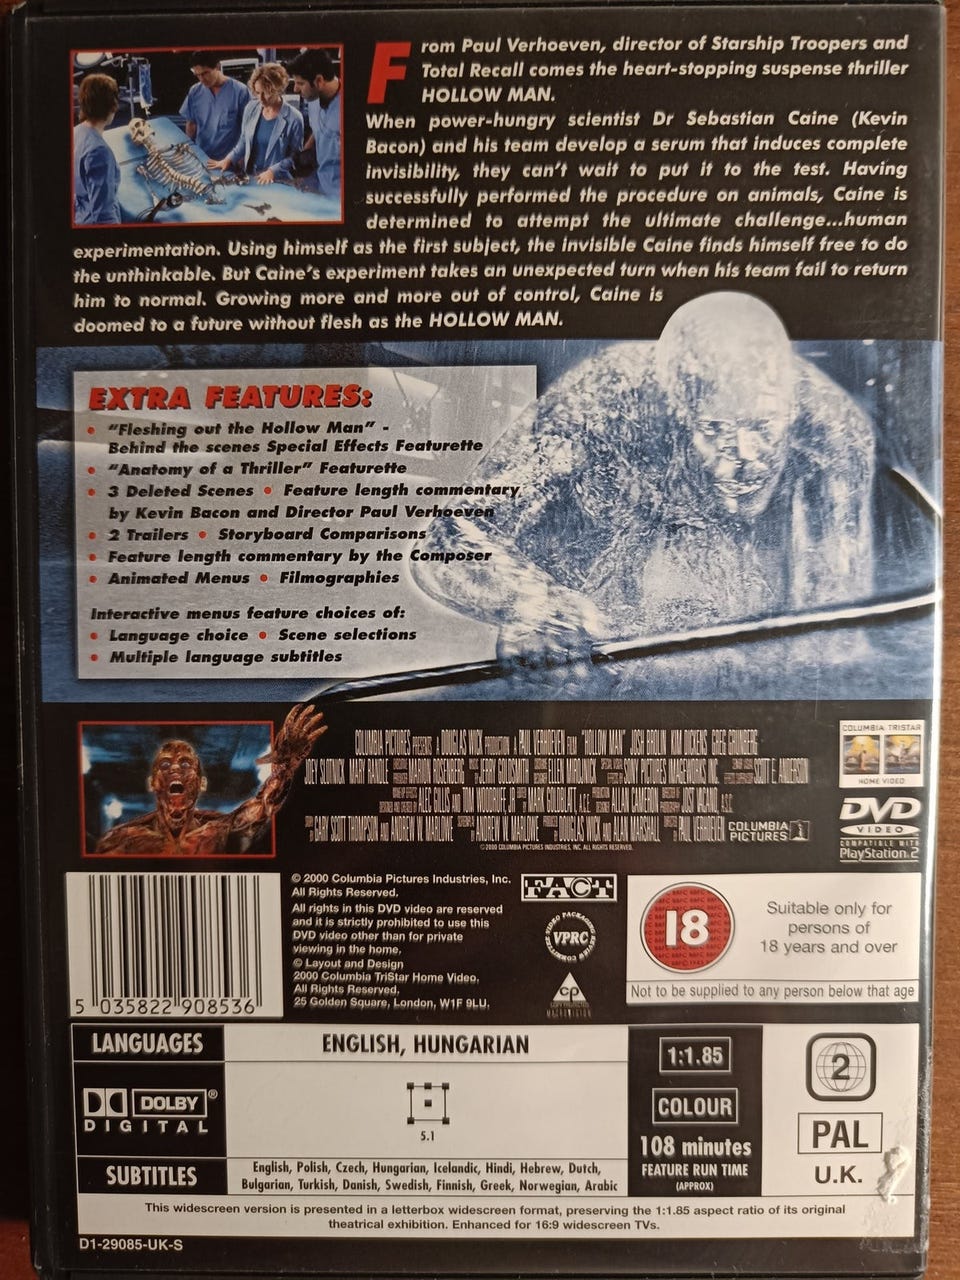 From Paul Verhoeven, director of Starship Troopers and
Total Recall comes the heart-stopping suspense thriller
HOLLOW MAN.
When power-hungry scientist Dr Sebastian Caine (Kevin
Bacon) and his team develop a serum that induces complete
invisibility, they can't wait to put it to the test. Having
successfully performed the procedure on animals, Caine is
determined to attempt the ultimate challenge...human
experimentation. Using himself as the first subject, the invisible Caine finds himself free to do
the unthinkable. But Caine's experiment takes an unexpected turn when his team fail to return
him to normal. Growing more and more out of control, Caine is
doomed to a future without flesh as the HOLLOW MAN.
EXTRA FEATURES:
• "Fleshing out the Hollow Man" -
Behind the scenes Special Effects Featurette
• "Anatomy of a Thriller" Featurette
• 3 Deleted Scenes • Feature length commentary
by Kevin Bacon and Director Paul Verhoeven
• 2 Trailers • Storyboard Comparisons
• Feature length commentary by the Composer
• Animated Menus • Filmographies
Interactive menus feature choices of:
• Language choice • Scene selections
• Multiple language subtitles
COLUMBIA PICTURES PRESENTS A DOUGLAS WICK PRODUCTION A PAUL VERHOEVEN FILM "HOLLOW MAN" JOSH BROLIN KIM DICKENS GREG GRUNBERG
JOEY SLOTNICK MARY RANDLE MARION ROSENBERG JERRY GOLDSMITH ELLEN MIROJNICK SONY PICTURES IMAGEWORKS INC. SCOTT E. ANDERSON
ALEC GILLIS AND TOM WOODRUFF, JR. MARK GOLDBLATT, A.C.E. ALLAN CAMERON JOST VACANO, A.S.C.
GARY SCOTT THOMPSON AND ANDREW W. MARLOWE ANDREW W. MARLOWE DOUGLAS WICK AND ALAN MARSHALL PAUL VERHOEVEN
COLUMBIA
PICTURES
© 2000 COLUMBIA PICTURES INDUSTRIES, INC. ALL RIGHTS RESERVED.
COLUMBIA TRISTAR
HOME VIDEO
DVD
VIDEO
COMPATIBLE WITH
PlayStation 2
5 035822 908536
© 2000 Columbia Pictures Industries, Inc.
All Rights Reserved.
All rights in this DVD video are reserved
and it is strictly prohibited to use this
DVD video other than for private
viewing in the home.
© Layout and Design
2000 Columbia TriStar Home Video.
All Rights Reserved.
25 Golden Square, London, W1F 9LU.
FACT
VIDEO PACKAGING REVIEW COMMITTEE
VPRC
CP
COPY PROTECTED
MACROVISION
18
Suitable only for
persons of
18 years and over
Not to be supplied to any person below that age
LANGUAGES
ENGLISH, HUNGARIAN
DOLBY®
DIGITAL
5.1
SUBTITLES
English, Polish, Czech, Hungarian, Icelandic, Hindi, Hebrew, Dutch,
Bulgarian, Turkish, Danish, Swedish, Finnish, Greek, Norwegian, Arabic
1:1.85
COLOUR
108 minutes
FEATURE RUN TIME
(APPROX)
2
PAL
U.K.
This widescreen version is presented in a letterbox widescreen format, preserving the 1:1.85 aspect ratio of its original
theatrical exhibition. Enhanced for 16:9 widescreen TVs.
D1-29085-UK-S